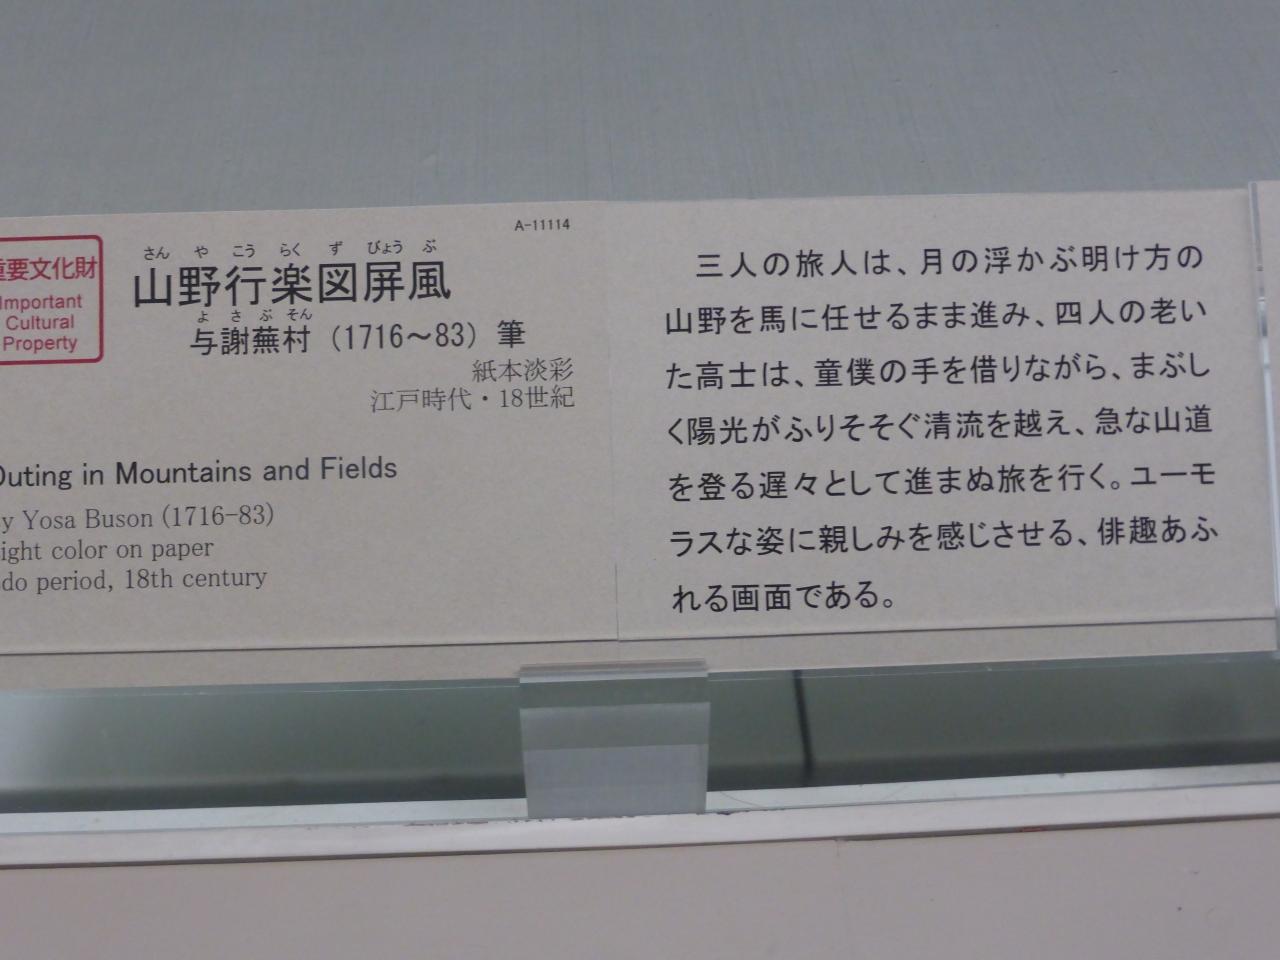 A-11114
重要文化財
Important
Cultural
Property
さん や こう らく ず びょう ぶ
山野行楽図屏風
よ さ ぶ そん
与謝蕪村(1716～83)筆
紙本淡彩
江戸時代・18世紀
Outing in Mountains and Fields
by Yosa Buson (1716-83)
light color on paper
Edo period, 18th century
三人の旅人は、月の浮かぶ明け方の
山野を馬に任せるまま進み、四人の老い
た高士は、童僕の手を借りながら、まぶし
く陽光がふりそそぐ清流を越え、急な山道
を登る遅々として進まぬ旅を行く。ユーモ
ラスな姿に親しみを感じさせる、俳趣あふ
れる画面である。